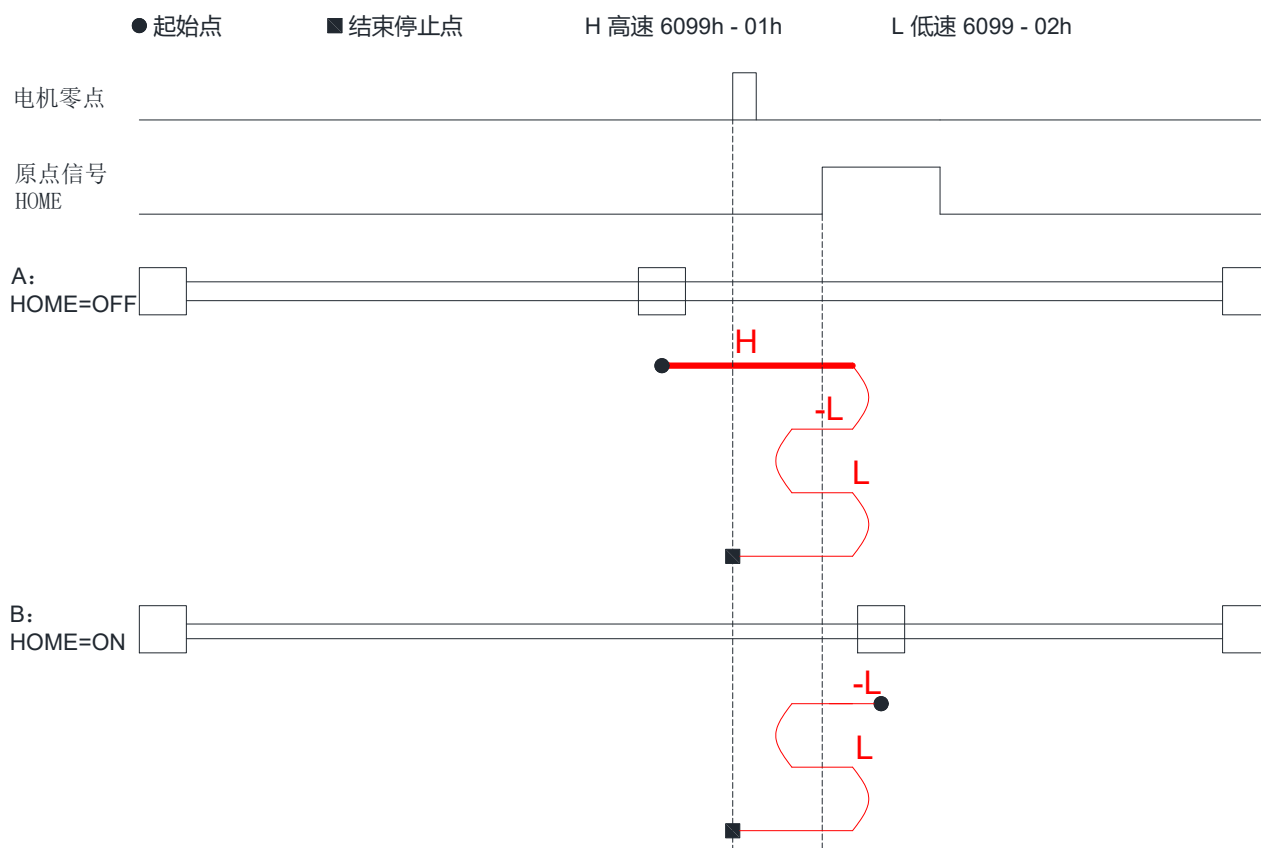 起始点 结束停止点 H 高速 6099h - 01h L 低速 6099 - 02h
电机零点
原点信号
HOME
A：
HOME=OFF
H
-L
L
B：
HOME=ON
-L
L